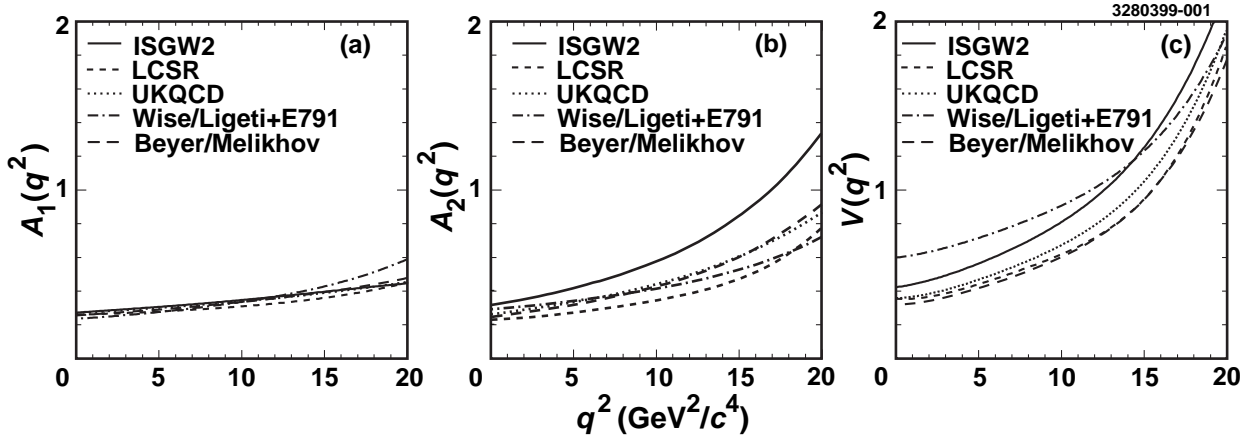 3280399-001
2
1
A₁(q²)
ISGW2
LCSR
UKQCD
Wise/Ligeti+E791
Beyer/Melikhov
(a)
0 5 10 15 20
2
1
A₂(q²)
ISGW2
LCSR
UKQCD
Wise/Ligeti+E791
Beyer/Melikhov
(b)
0 5 10 15 20
q² (GeV²/c⁴)
2
1
V(q²)
ISGW2
LCSR
UKQCD
Wise/Ligeti+E791
Beyer/Melikhov
(c)
0 5 10 15 20